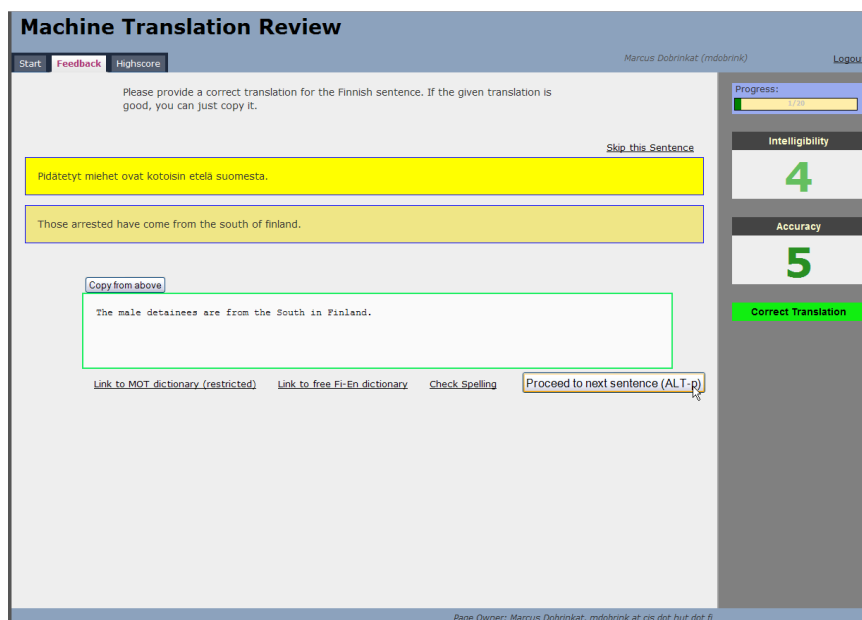 Machine Translation Review
Start Feedback Highscore
Marcus Dobrinkat (mdobrink)
Logou
Please provide a correct translation for the Finnish sentence. If the given translation is
good, you can just copy it.
Skip this Sentence
Pidätetyt miehet ovat kotoisin etelä suomesta.
Those arrested have come from the south of finland.
Copy from above
The male detainees are from the South in Finland.
Link to MOT dictionary (restricted) Link to free Fi-En dictionary Check Spelling Proceed to next sentence (ALT-p)
Progress:
1/20
Intelligibility
4
Accuracy
5
Correct Translation
Page Owner: Marcus Dobrinkat, mdobrink at cis dot hut dot fi